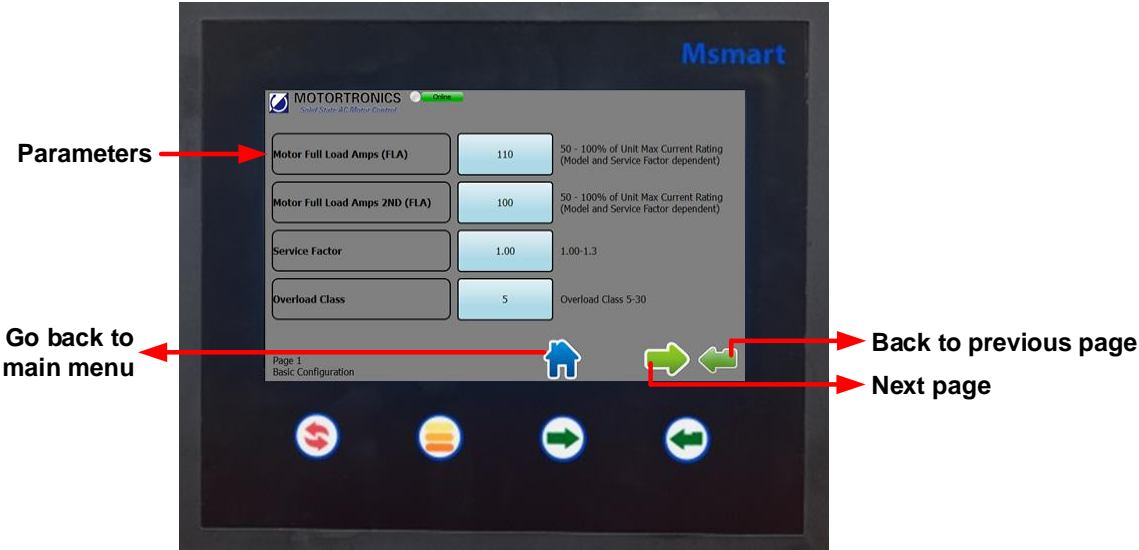 Msmart
MOTORTRONICS
Solid State AC Motor Control
Online
Parameters
Motor Full Load Amps (FLA)
110
50 - 100% of Unit Max Current Rating
(Model and Service Factor dependent)
Motor Full Load Amps 2ND (FLA)
100
50 - 100% of Unit Max Current Rating
(Model and Service Factor dependent)
Service Factor
1.00
1.00-1.3
Overload Class
5
Overload Class 5-30
Go back to
main menu
Page 1
Basic Configuration
Back to previous page
Next page